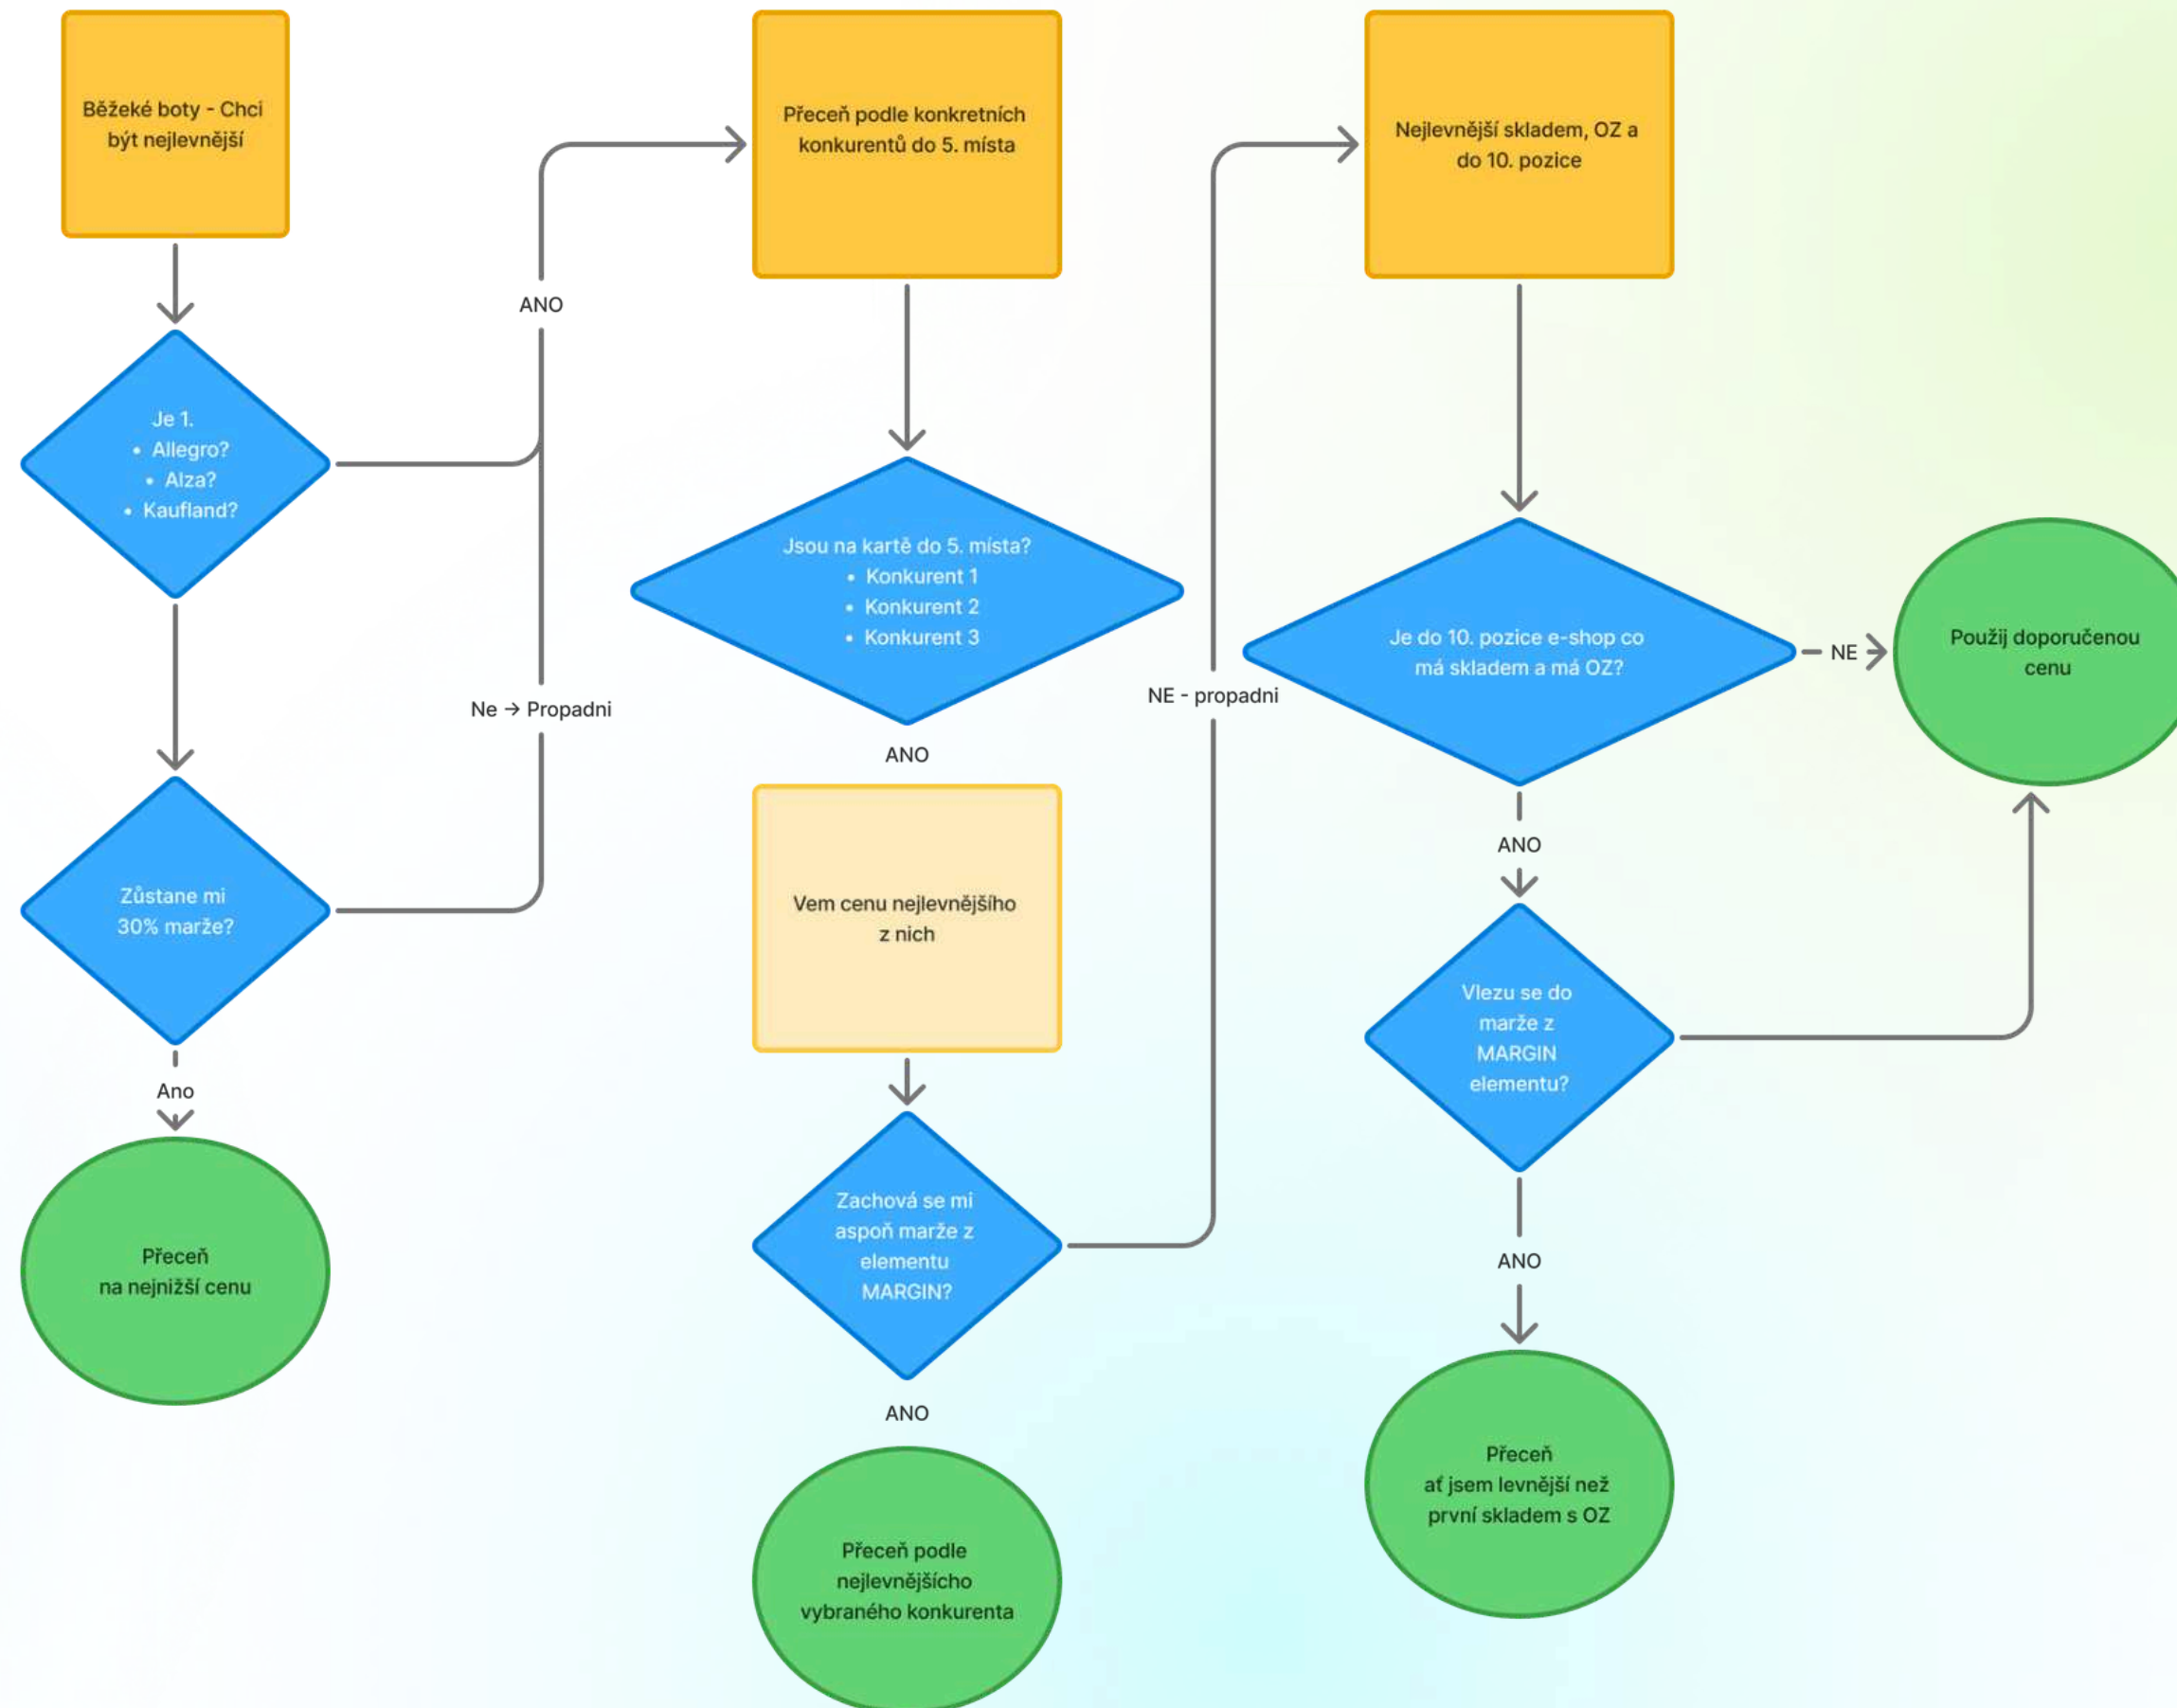 Běžeké boty - Chci
být nejlevnější
Je 1.
• Allegro?
• Alza?
• Kaufland?
Zůstane mi
30% marže?
Ano
Přeceň
na nejnižší cenu
ANO
Ne → Propadni
Přeceň podle konkretních
konkurentů do 5. místa
Jsou na kartě do 5. místa?
• Konkurent 1
• Konkurent 2
• Konkurent 3
ANO
Vem cenu nejlevnějšího
z nich
Zachová se mi
aspoň marže z
elementu
MARGIN?
ANO
Přeceň podle
nejlevnějšícho
vybraného konkurenta
NE - propadni
Nejlevnější skladem, OZ a
do 10. pozice
Je do 10. pozice e-shop co
má skladem a má OZ?
NE
Použij doporučenou
cenu
ANO
Vlezu se do
marže z
MARGIN
elementu?
ANO
Přeceň
ať jsem levnější než
první skladem s OZ